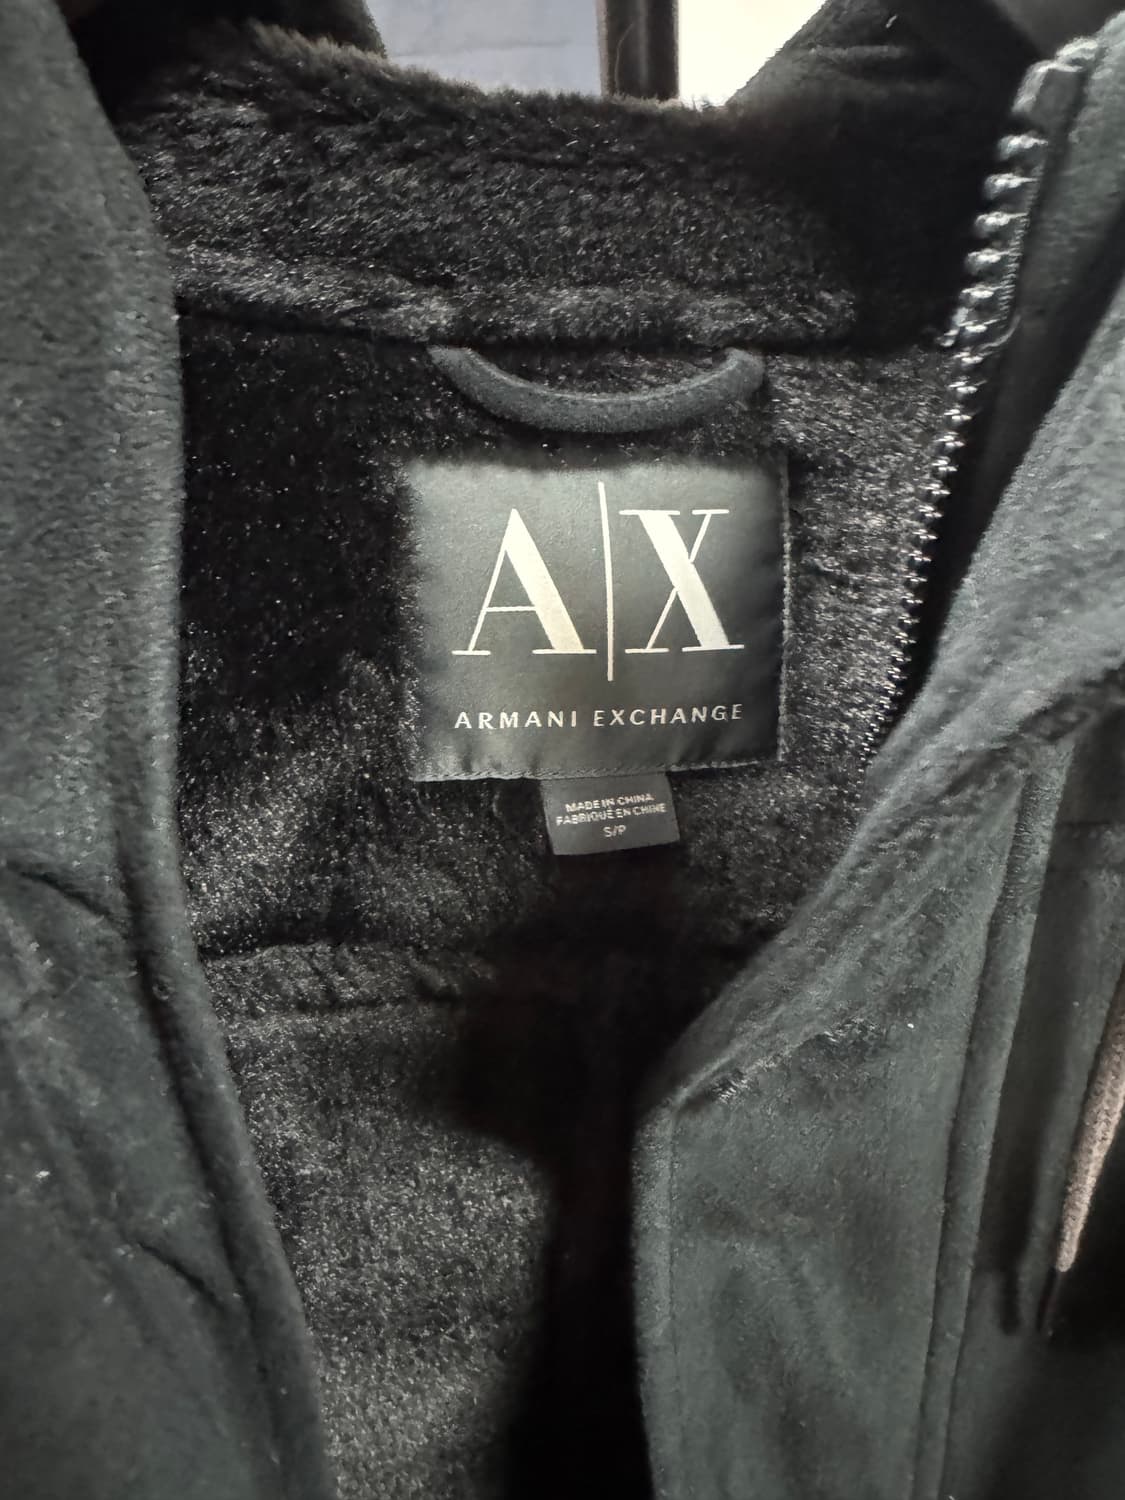 A|X
ARMANI EXCHANGE
MADE IN CHINA
FABRIQUÉ EN CHINE
S/P